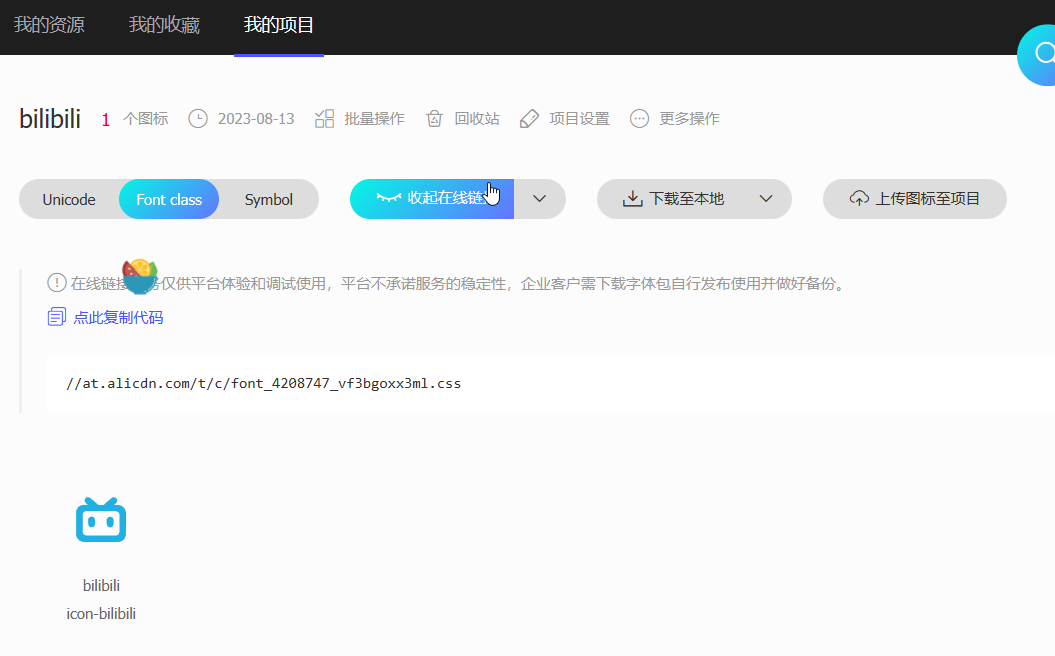 我的资源 我的收藏 我的项目
bilibili 1 个图标 2023-08-13 批量操作 回收站 项目设置 更多操作
Unicode Font class Symbol 收起在线链 下载至本地 上传图标至项目
在线链接 务仅供平台体验和调试使用，平台不承诺服务的稳定性，企业客户需下载字体包自行发布使用并做好备份。
点此复制代码
//at.alicdn.com/t/c/font_4208747_vf3bgoxx3ml.css
bilibili
icon-bilibili